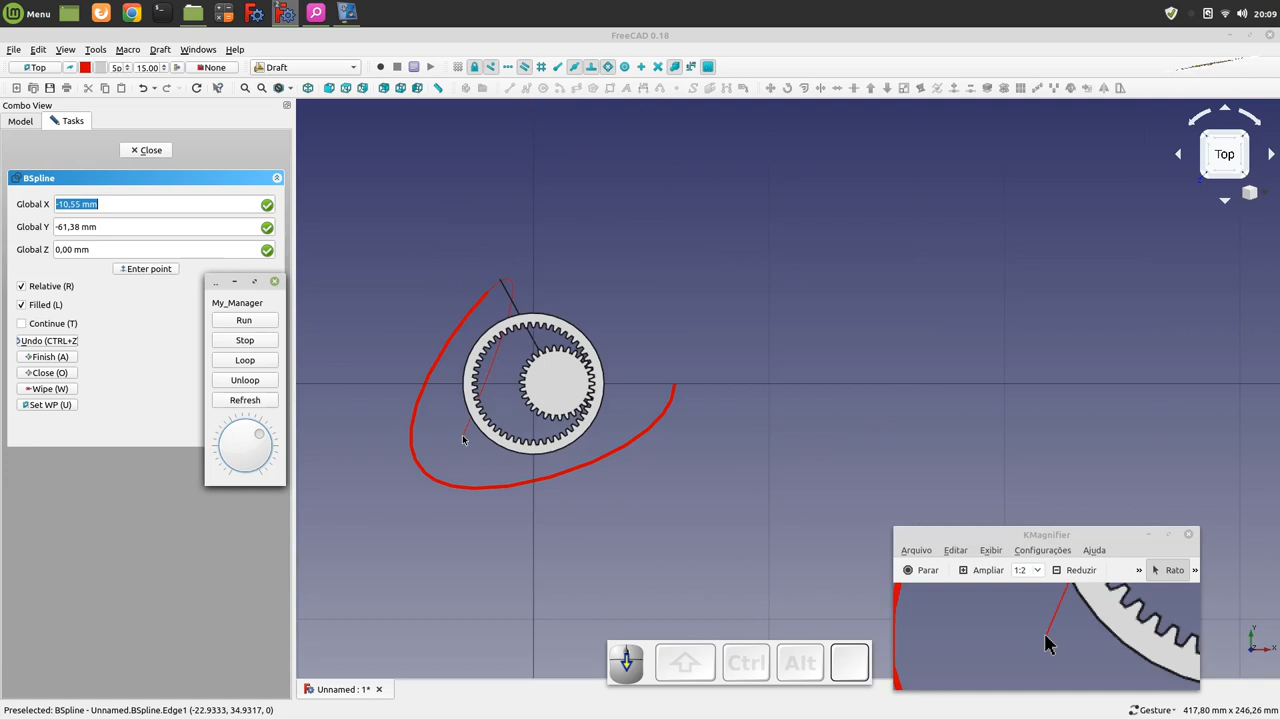 Menu
20:09
FreeCAD 0.18
File Edit View Tools Macro Draft Windows Help
Top 5p 15.00 None Draft
Combo View
Model Tasks
Close
BSpline
Global X -10,55 mm
Global Y -61,38 mm
Global Z 0,00 mm
Enter point
Relative (R)
Filled (L)
Continue (T)
Undo (CTRL+Z
Finish (A)
Close (O)
Wipe (W)
Set WP (U)
..
My_Manager
Run
Stop
Loop
Unloop
Refresh
Top
KMagnifier
Arquivo Editar Exibir Configurações Ajuda
Parar Ampliar 1:2 Reduzir » Rato »
Ctrl Alt
Y
X
Unnamed : 1*
Preselected: BSpline - Unnamed.BSpline.Edge1 (-22.9333, 34.9317, 0)
Gesture 417,80 mm x 246,26 mm